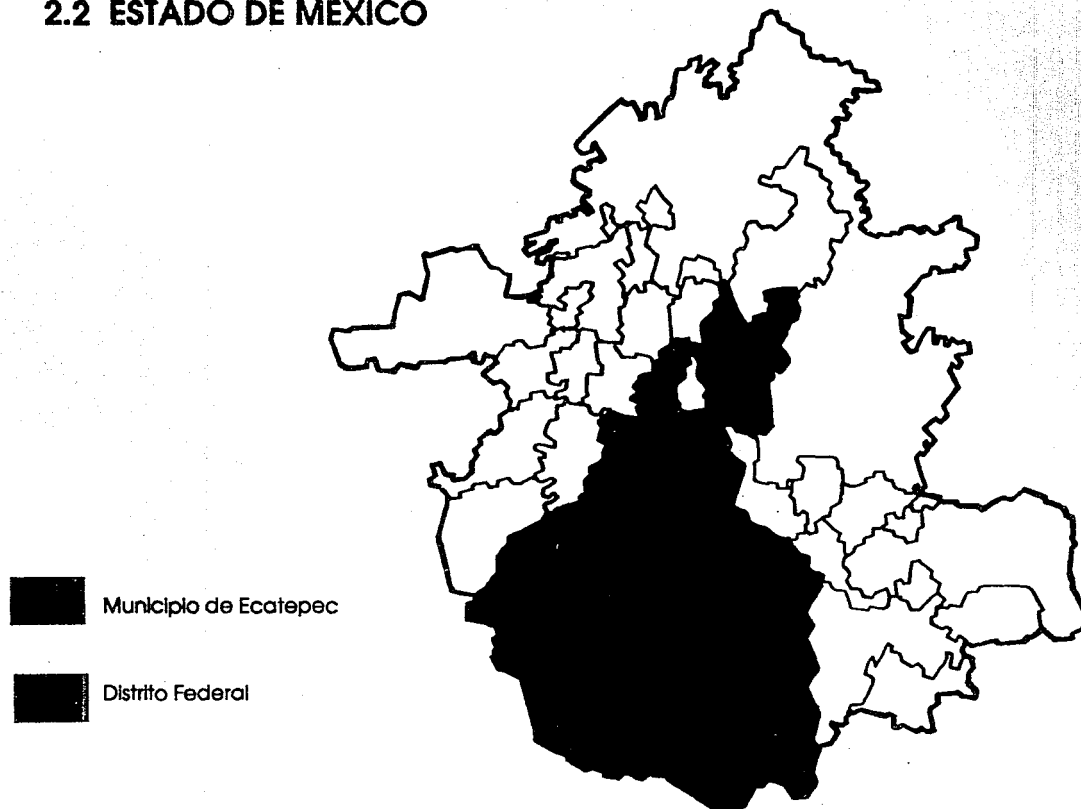 2.2 ESTADO DE MEXICO
Municipio de Ecatepec
Distrito Federal